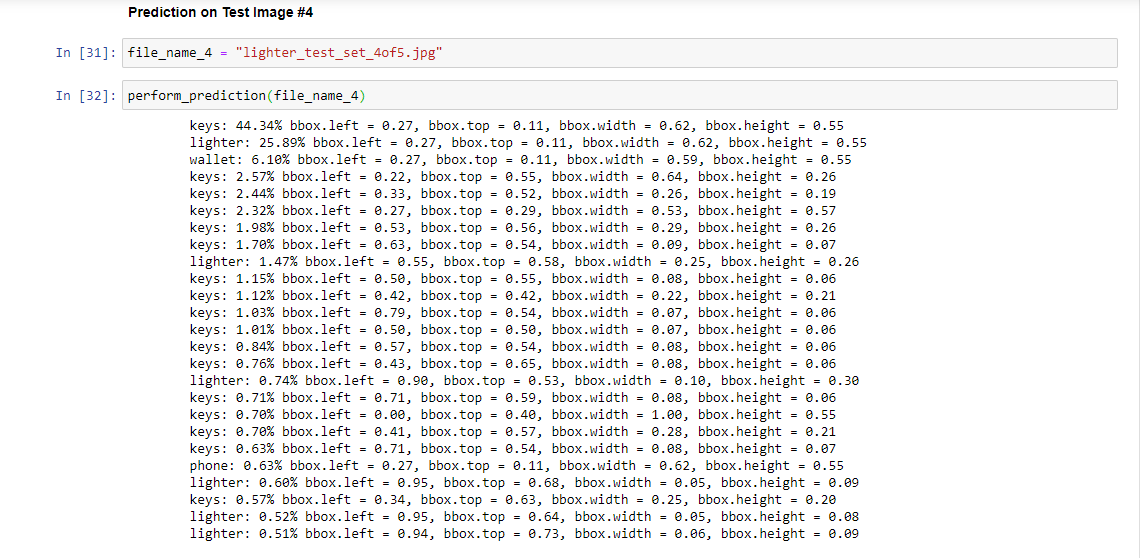 Prediction on Test Image #4
In [31]: file_name_4 = "lighter_test_set_4of5.jpg"
In [32]: perform_prediction(file_name_4)
keys: 44.34% bbox.left = 0.27, bbox.top = 0.11, bbox.width = 0.62, bbox.height = 0.55
lighter: 25.89% bbox.left = 0.27, bbox.top = 0.11, bbox.width = 0.62, bbox.height = 0.55
wallet: 6.10% bbox.left = 0.27, bbox.top = 0.11, bbox.width = 0.59, bbox.height = 0.55
keys: 2.57% bbox.left = 0.22, bbox.top = 0.55, bbox.width = 0.64, bbox.height = 0.26
keys: 2.44% bbox.left = 0.33, bbox.top = 0.52, bbox.width = 0.26, bbox.height = 0.19
keys: 2.32% bbox.left = 0.27, bbox.top = 0.29, bbox.width = 0.53, bbox.height = 0.57
keys: 1.98% bbox.left = 0.53, bbox.top = 0.56, bbox.width = 0.29, bbox.height = 0.26
keys: 1.70% bbox.left = 0.63, bbox.top = 0.54, bbox.width = 0.09, bbox.height = 0.07
lighter: 1.47% bbox.left = 0.55, bbox.top = 0.58, bbox.width = 0.25, bbox.height = 0.26
keys: 1.15% bbox.left = 0.50, bbox.top = 0.55, bbox.width = 0.08, bbox.height = 0.06
keys: 1.12% bbox.left = 0.42, bbox.top = 0.42, bbox.width = 0.22, bbox.height = 0.21
keys: 1.03% bbox.left = 0.79, bbox.top = 0.54, bbox.width = 0.07, bbox.height = 0.06
keys: 1.01% bbox.left = 0.50, bbox.top = 0.50, bbox.width = 0.07, bbox.height = 0.06
keys: 0.84% bbox.left = 0.57, bbox.top = 0.54, bbox.width = 0.08, bbox.height = 0.06
keys: 0.76% bbox.left = 0.43, bbox.top = 0.65, bbox.width = 0.08, bbox.height = 0.06
lighter: 0.74% bbox.left = 0.90, bbox.top = 0.53, bbox.width = 0.10, bbox.height = 0.30
keys: 0.71% bbox.left = 0.71, bbox.top = 0.59, bbox.width = 0.08, bbox.height = 0.06
keys: 0.70% bbox.left = 0.00, bbox.top = 0.40, bbox.width = 1.00, bbox.height = 0.55
keys: 0.70% bbox.left = 0.41, bbox.top = 0.57, bbox.width = 0.28, bbox.height = 0.21
keys: 0.63% bbox.left = 0.71, bbox.top = 0.54, bbox.width = 0.08, bbox.height = 0.07
phone: 0.63% bbox.left = 0.27, bbox.top = 0.11, bbox.width = 0.62, bbox.height = 0.55
lighter: 0.60% bbox.left = 0.95, bbox.top = 0.68, bbox.width = 0.05, bbox.height = 0.09
keys: 0.57% bbox.left = 0.34, bbox.top = 0.63, bbox.width = 0.25, bbox.height = 0.20
lighter: 0.52% bbox.left = 0.95, bbox.top = 0.64, bbox.width = 0.05, bbox.height = 0.08
lighter: 0.51% bbox.left = 0.94, bbox.top = 0.73, bbox.width = 0.06, bbox.height = 0.09